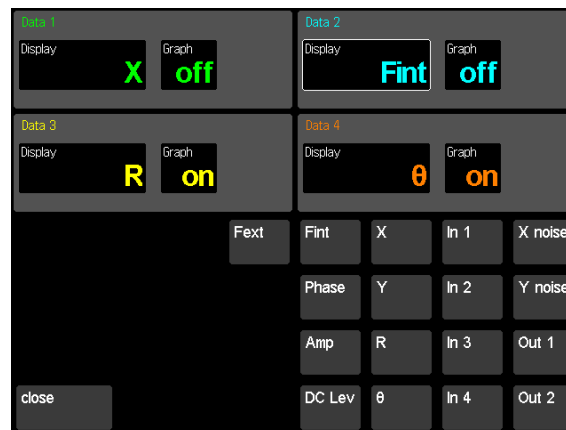 Data 1
Data 2
Display
Graph
Display
Graph
X
off
Fint
off
Data 3
Data 4
Display
Graph
Display
Graph
R
on
θ
on
Fext
Fint
X
In 1
X noise
Phase
Y
In 2
Y noise
Amp
R
In 3
Out 1
close
DC Lev
θ
In 4
Out 2